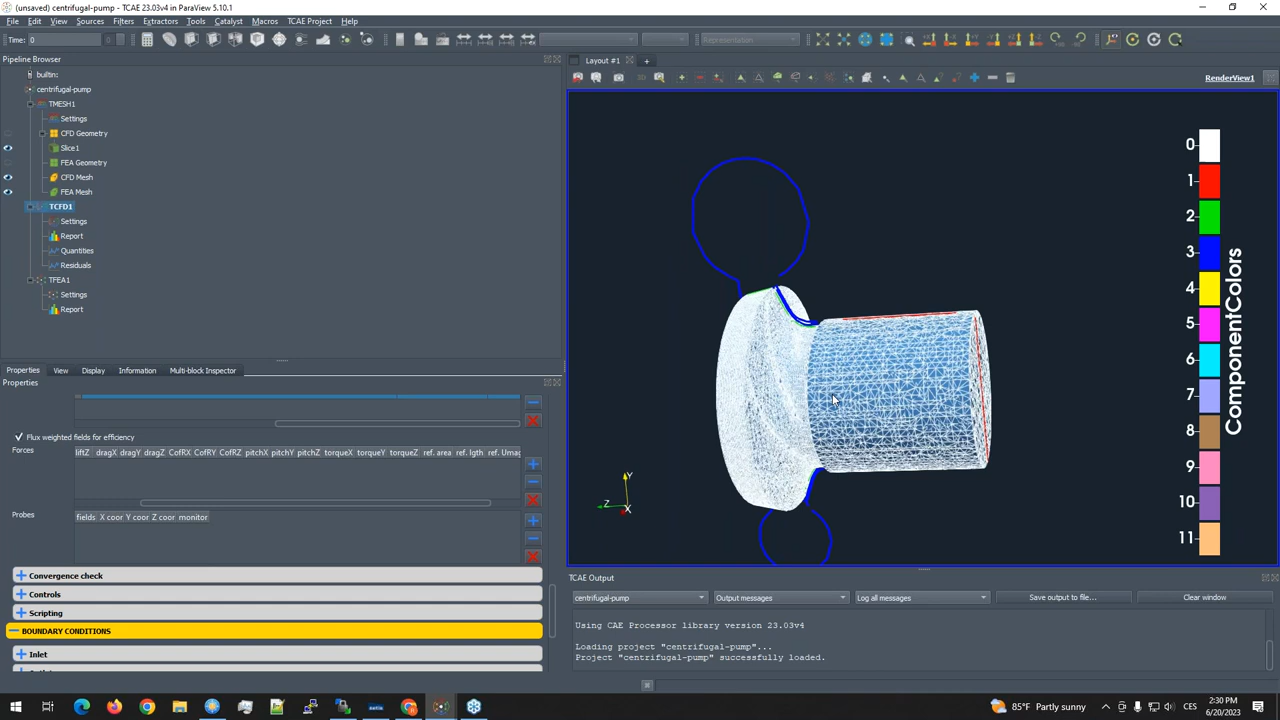 (unsaved) centrifugal-pump - TCAE 23.03v4 in ParaView 5.10.1
File Edit View Sources Filters Extractors Tools Catalyst Macros TCAE Project Help
Time: 0
Representation
Pipeline Browser
builtin:
centrifugal-pump
TMESH1
Settings
CFD Geometry
Slice1
FEA Geometry
CFD Mesh
FEA Mesh
TCFD1
Settings
Report
Quantities
Residuals
TFEA1
Settings
Report
Properties View Display Information Multi-block Inspector
Properties
Flux weighted fields for efficiency
Forces liftZ dragX dragY dragZ CofRX CofRY CofRZ pitchX pitchY pitchZ torqueX torqueY torqueZ ref. area ref. lgth ref. Umag
Probes fields X coor Y coor Z coor monitor
Convergence check
Controls
Scripting
BOUNDARY CONDITIONS
Inlet
Layout #1
3D
RenderView1
0
1
2
3
4
5
6
7
8
9
10
11
ComponentColors
Y
Z
X
TCAE Output
centrifugal-pump Output messages Log all messages Save output to file... Clear window
Using CAE Processor library version 23.03v4
Loading project "centrifugal-pump"...
Project "centrifugal-pump" successfully loaded.
85°F Partly sunny
CES
2:30 PM
6/20/2023